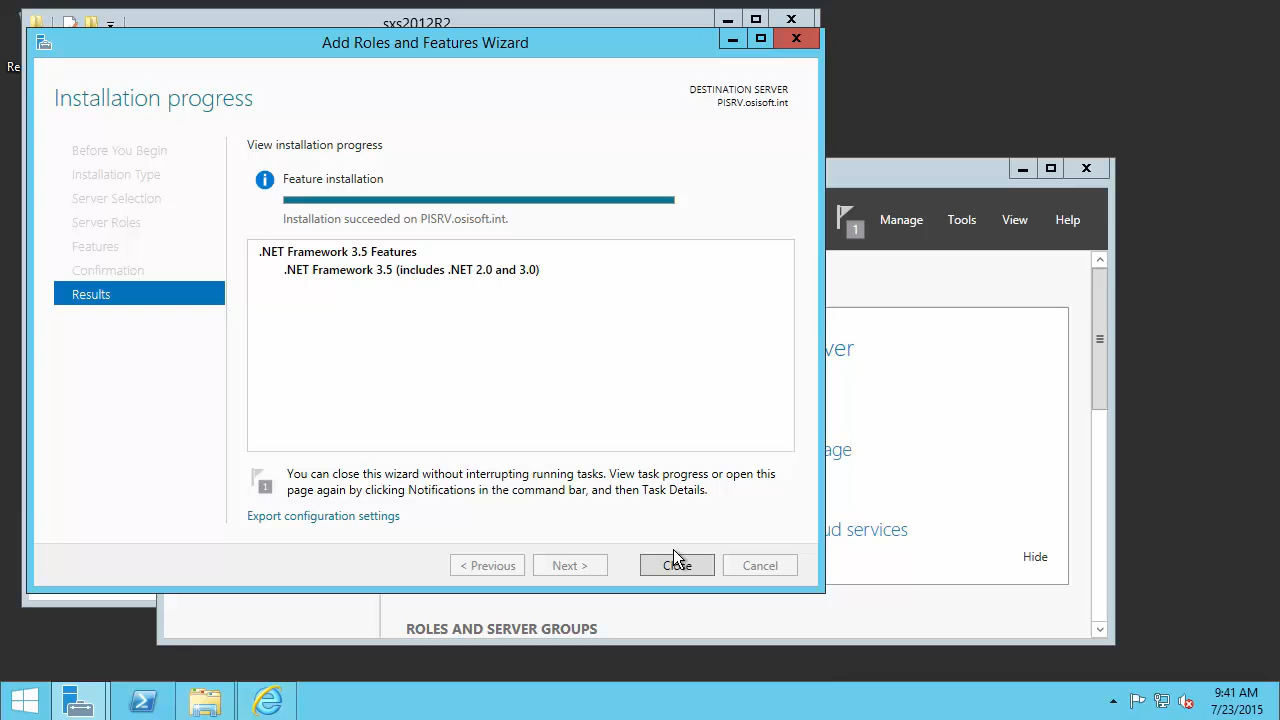 sxs2012R2
Re
Add Roles and Features Wizard
Installation progress
DESTINATION SERVER
PISRV.osisoft.int
Before You Begin
Installation Type
Server Selection
Server Roles
Features
Confirmation
Results
View installation progress
Feature installation
Installation succeeded on PISRV.osisoft.int.
.NET Framework 3.5 Features
.NET Framework 3.5 (includes .NET 2.0 and 3.0)
1
You can close this wizard without interrupting running tasks. View task progress or open this
page again by clicking Notifications in the command bar, and then Task Details.
Export configuration settings
< Previous
Next >
Close
Cancel
1
Manage
Tools
View
Help
ver
age
ud services
Hide
ROLES AND SERVER GROUPS
9:41 AM
7/23/2015